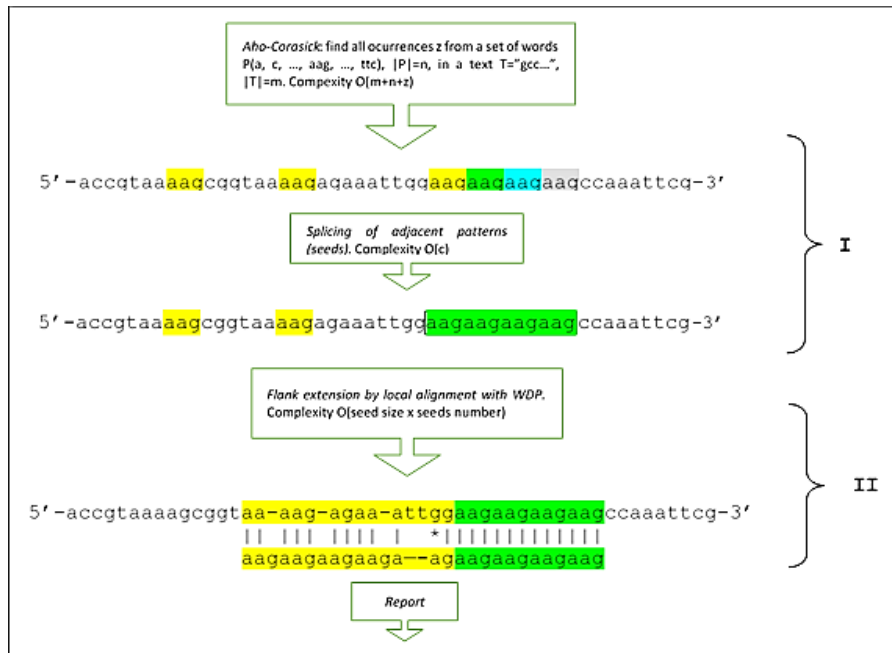 Aho-Corasick: find all ocurrences z from a set of words
P(a, c, ..., aag, ..., ttc), |P|=n, in a text T="gcc...",
|T|=m. Compexity O(m+n+z)
5’-accgtaaaagcggtaaaagagaaattggaagaagaagaagccaaattcg-3’
Splicing of adjacent patterns
(seeds). Complexity O(c)
I
5’-accgtaaaagcggtaaaagagaaattggaagaagaagaagccaaattcg-3’
Flank extension by local alignment with WDP.
Complexity O(seed size x seeds number)
II
5’-accgtaaaagcggtaa-aag-agaa-attggaagaagaagaagccaaattcg-3’
|| ||| |||| | *|||||||||||||
aagaagaagaaga--agaagaagaagaag
Report